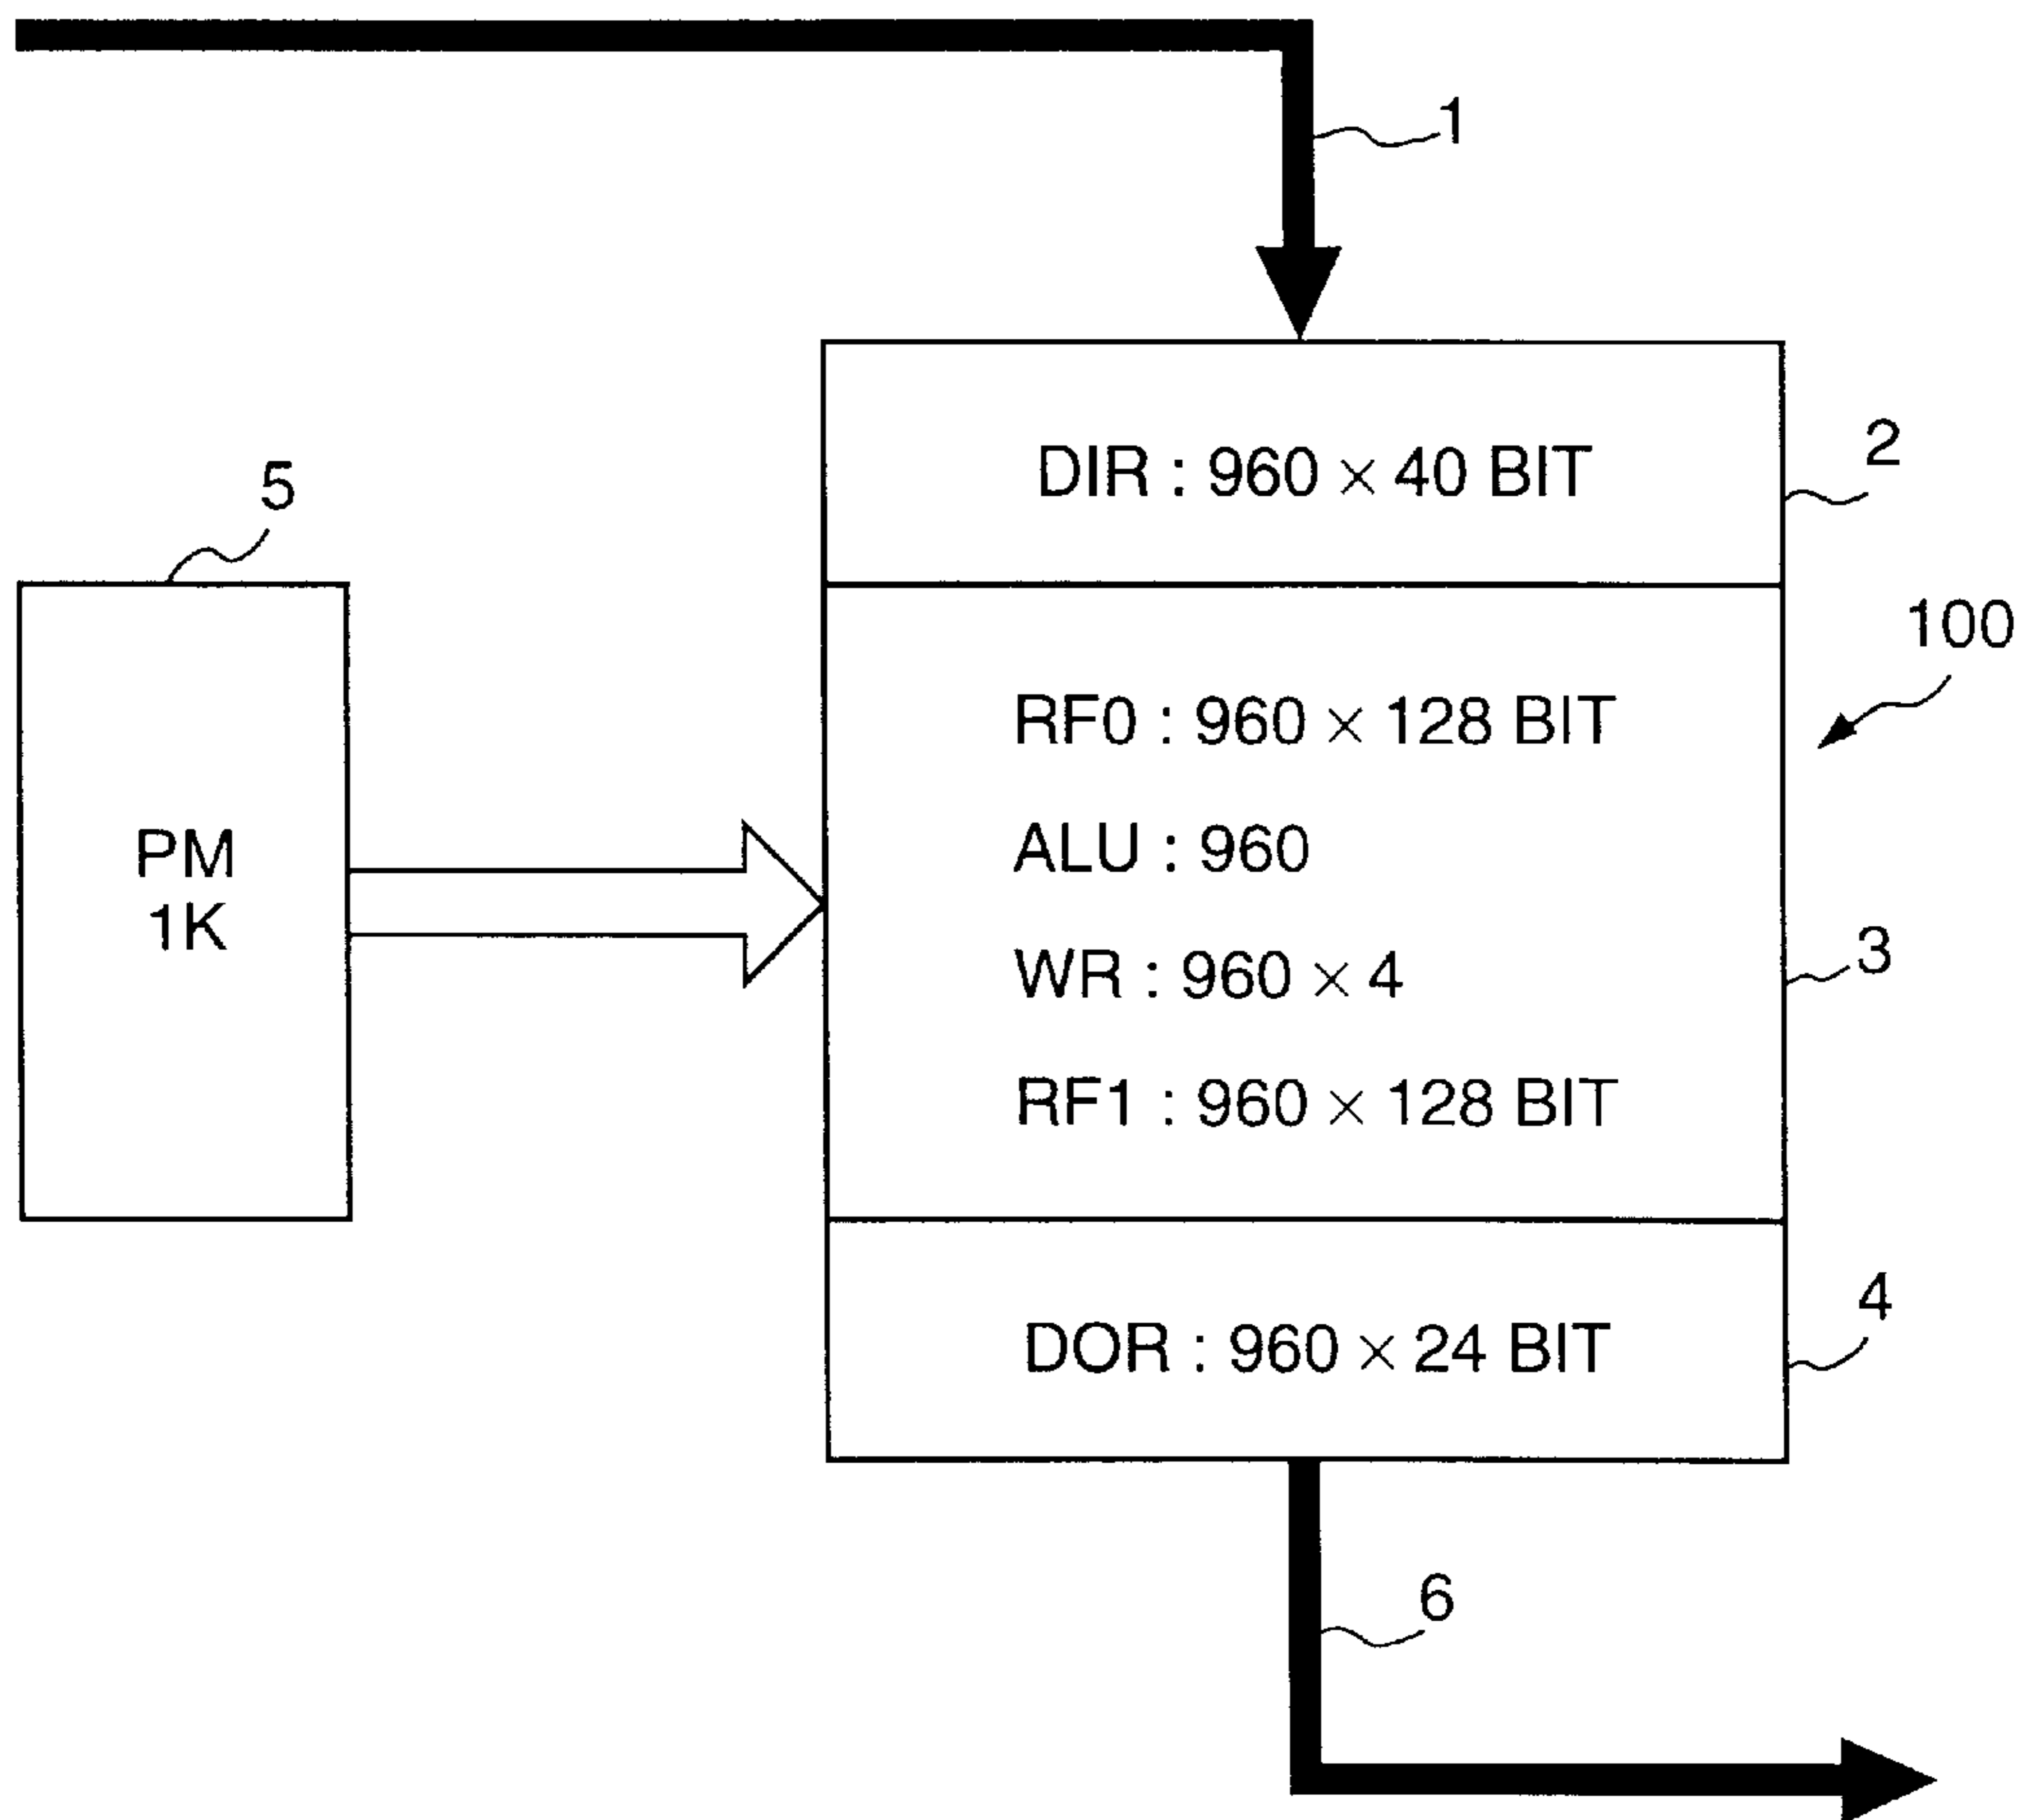 1
DIR : 960 × 40 BIT
2
5
100
RF0 : 960 × 128 BIT
ALU : 960
PM
1K
WR : 960 × 4
3
RF1 : 960 × 128 BIT
DOR : 960 × 24 BIT
4
6